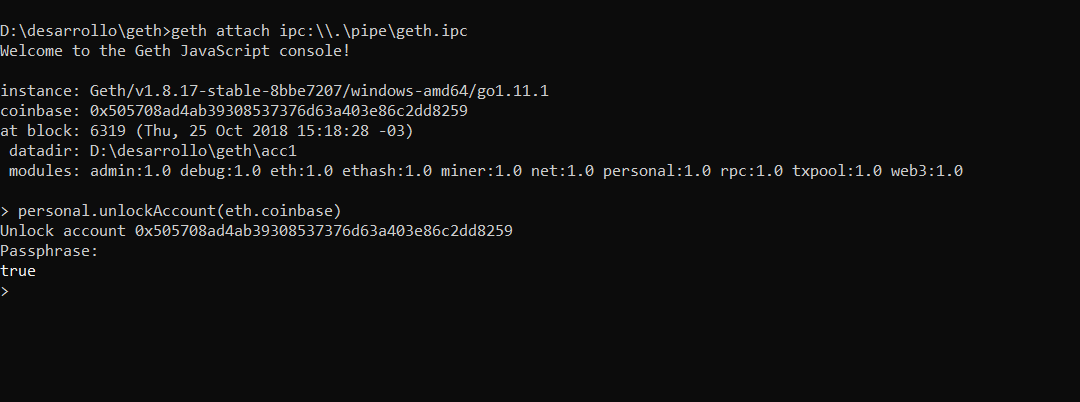 D:\desarrollo\geth>geth attach ipc:\\.\pipe\geth.ipc
Welcome to the Geth JavaScript console!
instance: Geth/v1.8.17-stable-8bbe7207/windows-amd64/go1.11.1
coinbase: 0x505708ad4ab39308537376d63a403e86c2dd8259
at block: 6319 (Thu, 25 Oct 2018 15:18:28 -03)
 datadir: D:\desarrollo\geth\acc1
 modules: admin:1.0 debug:1.0 eth:1.0 ethash:1.0 miner:1.0 net:1.0 personal:1.0 rpc:1.0 txpool:1.0 web3:1.0
> personal.unlockAccount(eth.coinbase)
Unlock account 0x505708ad4ab39308537376d63a403e86c2dd8259
Passphrase:
true
>